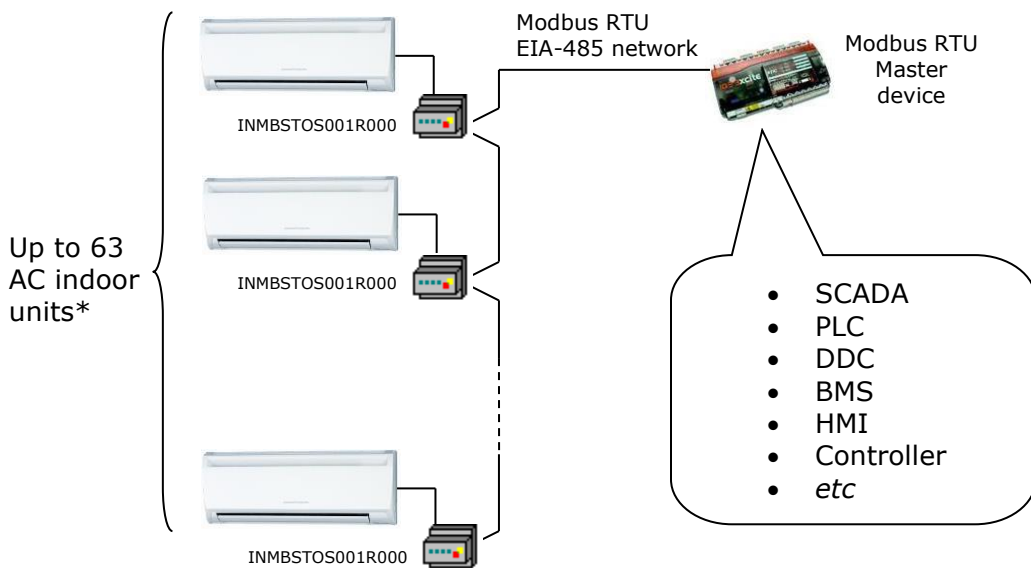 Modbus RTU
EIA-485 network
Modbus RTU
Master
device
INMBSTOS001R000
INMBSTOS001R000
Up to 63
AC indoor
units*
• SCADA
• PLC
• DDC
• BMS
• HMI
• Controller
• etc
INMBSTOS001R000